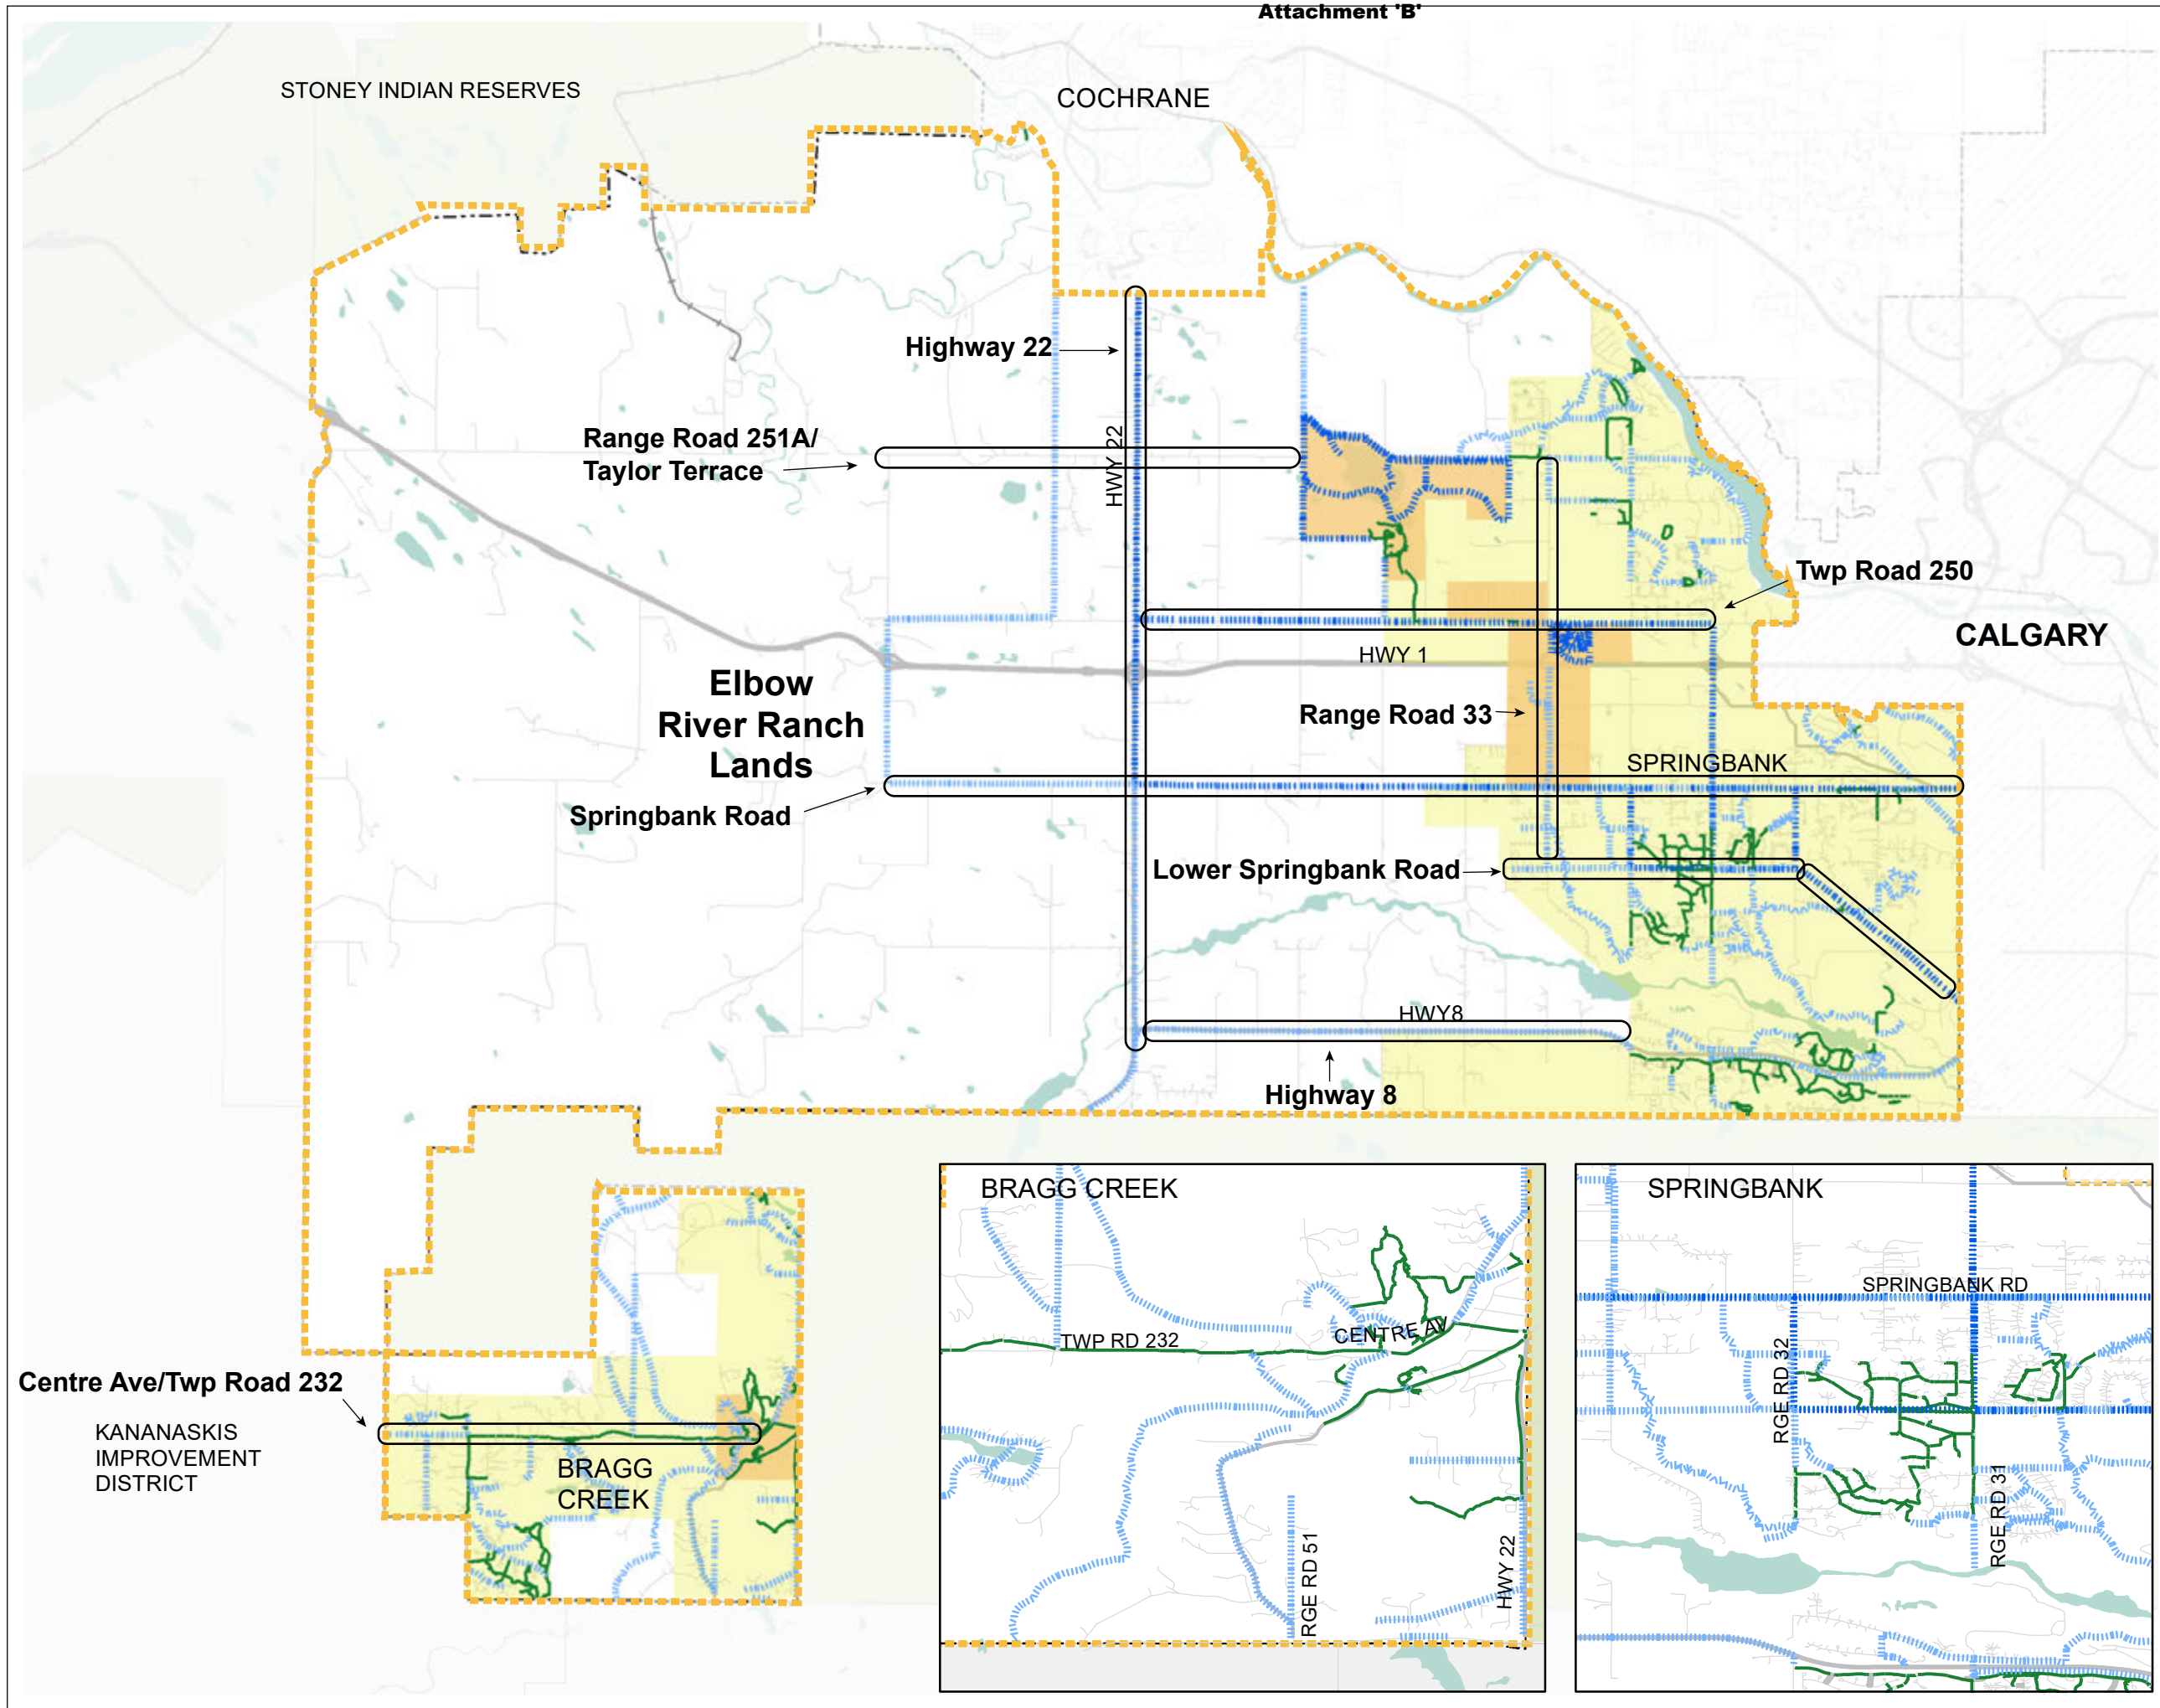 Attachment 'B'
STONEY INDIAN RESERVES
COCHRANE
Highway 22
HWY 22
Range Road 251A/
Taylor Terrace
Twp Road 250
CALGARY
HWY 1
Elbow
River Ranch
Lands
Range Road 33
SPRINGBANK
Springbank Road
Lower Springbank Road
HWY8
Highway 8
Centre Ave/Twp Road 232
KANANASKIS
IMPROVEMENT
DISTRICT
BRAGG
CREEK
BRAGG CREEK
TWP RD 232
CENTRE AV
RGE RD 51
HWY 22
SPRINGBANK
SPRINGBANK RD
RGE RD 32
RGE RD 31